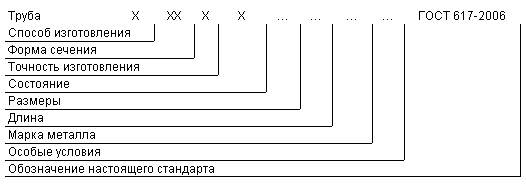 Труба X XX X X ... ... ... ... ГОСТ 617-2006
Способ изготовления
Форма сечения
Точность изготовления
Состояние
Размеры
Длина
Марка металла
Особые условия
Обозначение настоящего стандарта